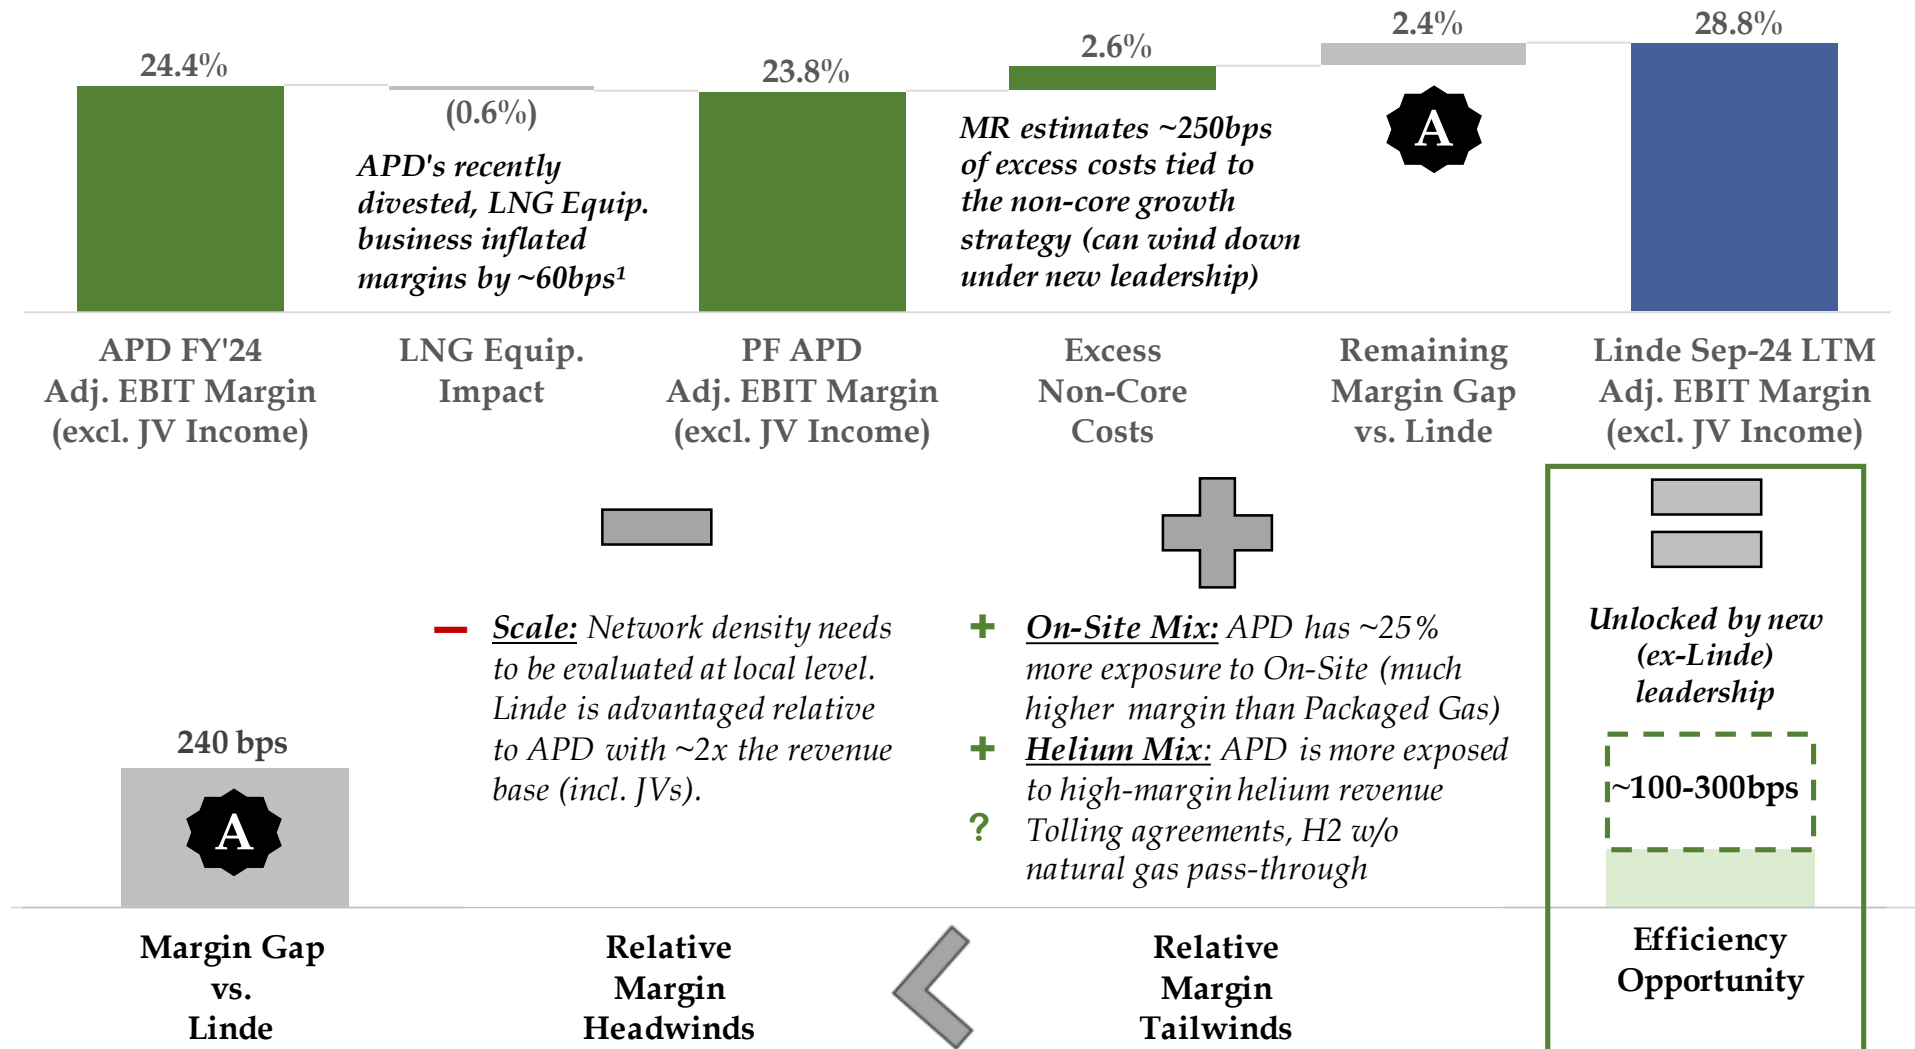 24.4%
(0.6%)
23.8%
2.6%
2.4%
28.8%
APD's recently
divested, LNG Equip.
business inflated
margins by ~60bps¹
MR estimates ~250bps
of excess costs tied to
the non-core growth
strategy (can wind down
under new leadership)
A
APD FY'24
Adj. EBIT Margin
(excl. JV Income)
LNG Equip.
Impact
PF APD
Adj. EBIT Margin
(excl. JV Income)
Excess
Non-Core
Costs
Remaining
Margin Gap
vs. Linde
Linde Sep-24 LTM
Adj. EBIT Margin
(excl. JV Income)
240 bps
A
Scale: Network density needs
to be evaluated at local level.
Linde is advantaged relative
to APD with ~2x the revenue
base (incl. JVs).
+ On-Site Mix: APD has ~25%
more exposure to On-Site (much
higher margin than Packaged Gas)
+ Helium Mix: APD is more exposed
to high-margin helium revenue
? Tolling agreements, H2 w/o
natural gas pass-through
Unlocked by new
(ex-Linde)
leadership
~100-300bps
Margin Gap
vs.
Linde
Relative
Margin
Headwinds
Relative
Margin
Tailwinds
Efficiency
Opportunity